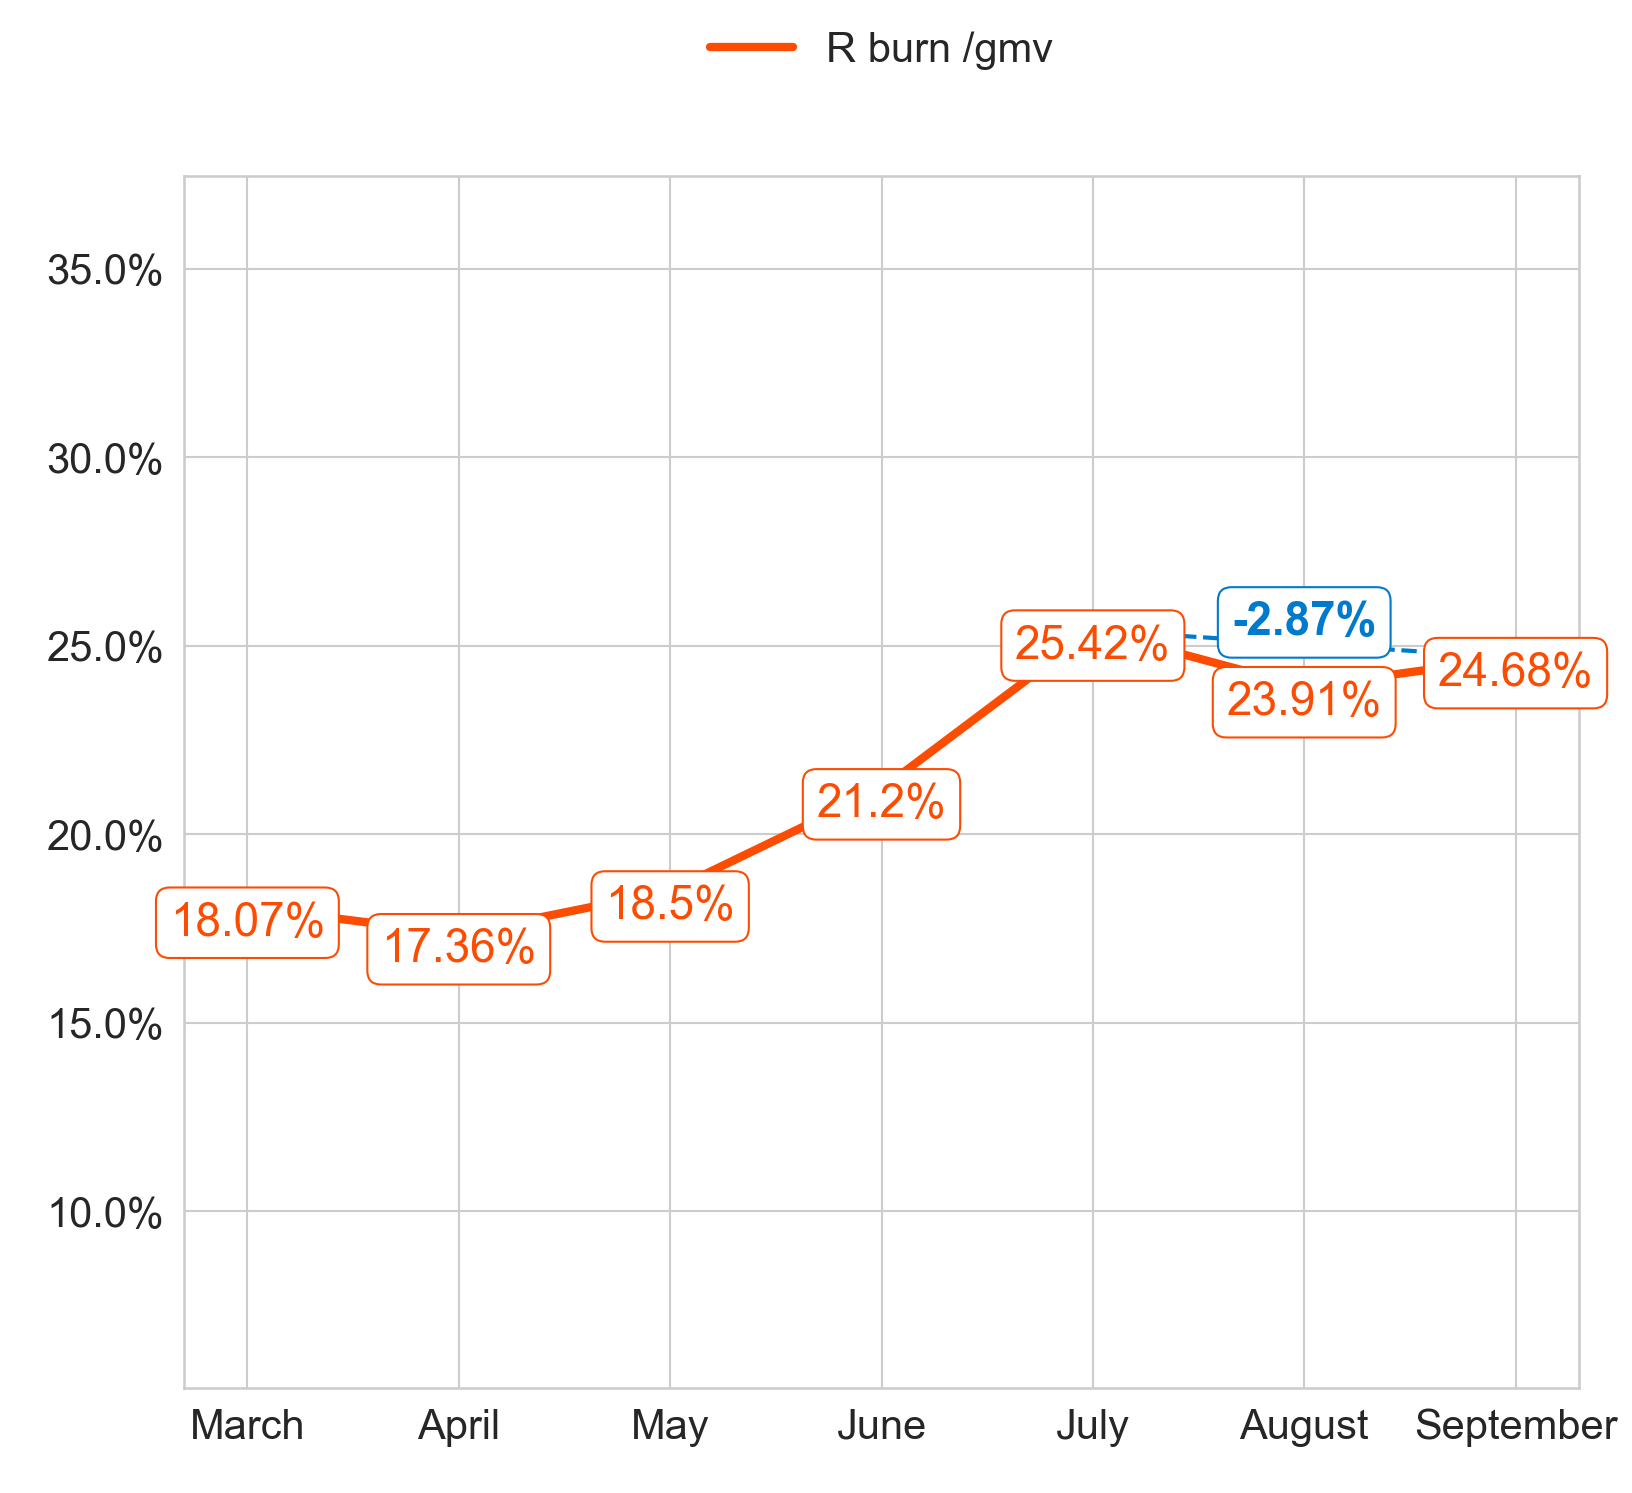 R burn /gmv
35.0%
30.0%
25.0%
20.0%
15.0%
10.0%
18.07%
17.36%
18.5%
21.2%
25.42%
-2.87%
23.91%
24.68%
March
April
May
June
July
August
September